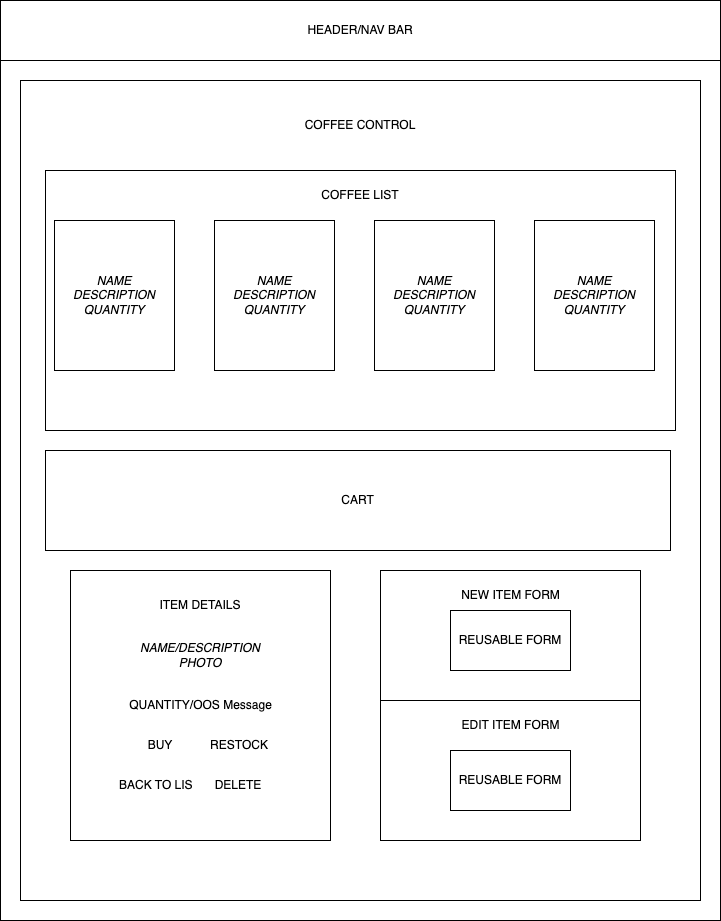 HEADER/NAV BAR
COFFEE CONTROL
COFFEE LIST
NAME
DESCRIPTION
QUANTITY
NAME
DESCRIPTION
QUANTITY
NAME
DESCRIPTION
QUANTITY
NAME
DESCRIPTION
QUANTITY
CART
ITEM DETAILS
NAME/DESCRIPTION
PHOTO
QUANTITY/OOS Message
BUY RESTOCK
BACK TO LIS DELETE
NEW ITEM FORM
REUSABLE FORM
EDIT ITEM FORM
REUSABLE FORM